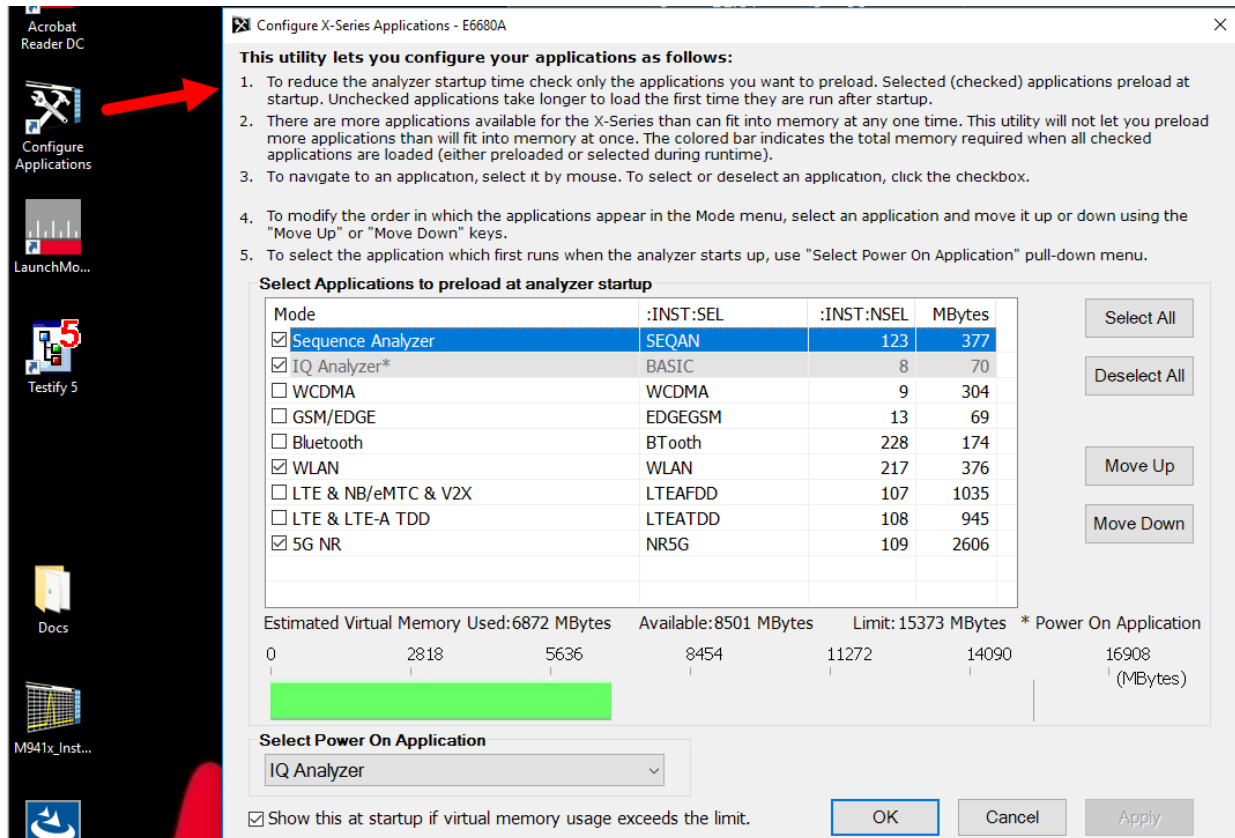 Acrobat
Reader DC
Configure
Applications
LaunchMo...
5
Testify 5
Docs
M941x_Inst...
Configure X-Series Applications - E6680A
This utility lets you configure your applications as follows:
1. To reduce the analyzer startup time check only the applications you want to preload. Selected (checked) applications preload at
startup. Unchecked applications take longer to load the first time they are run after startup.
2. There are more applications available for the X-Series than can fit into memory at any one time. This utility will not let you preload
more applications than will fit into memory at once. The colored bar indicates the total memory required when all checked
applications are loaded (either preloaded or selected during runtime).
3. To navigate to an application, select it by mouse. To select or deselect an application, click the checkbox.
4. To modify the order in which the applications appear in the Mode menu, select an application and move it up or down using the
"Move Up" or "Move Down" keys.
5. To select the application which first runs when the analyzer starts up, use "Select Power On Application" pull-down menu.
Select Applications to preload at analyzer startup
Mode :INST:SEL :INST:NSEL MBytes
Sequence Analyzer SEQAN 123 377
IQ Analyzer* BASIC 8 70
WCDMA WCDMA 9 304
GSM/EDGE EDGEGSM 13 69
Bluetooth BTooth 228 174
WLAN WLAN 217 376
LTE & NB/eMTC & V2X LTEAFDD 107 1035
LTE & LTE-A TDD LTEATDD 108 945
5G NR NR5G 109 2606
Select All
Deselect All
Move Up
Move Down
Estimated Virtual Memory Used:6872 MBytes Available:8501 MBytes Limit:15373 MBytes * Power On Application
0 2818 5636 8454 11272 14090 16908
(MBytes)
Select Power On Application
IQ Analyzer
Show this at startup if virtual memory usage exceeds the limit.
OK Cancel Apply